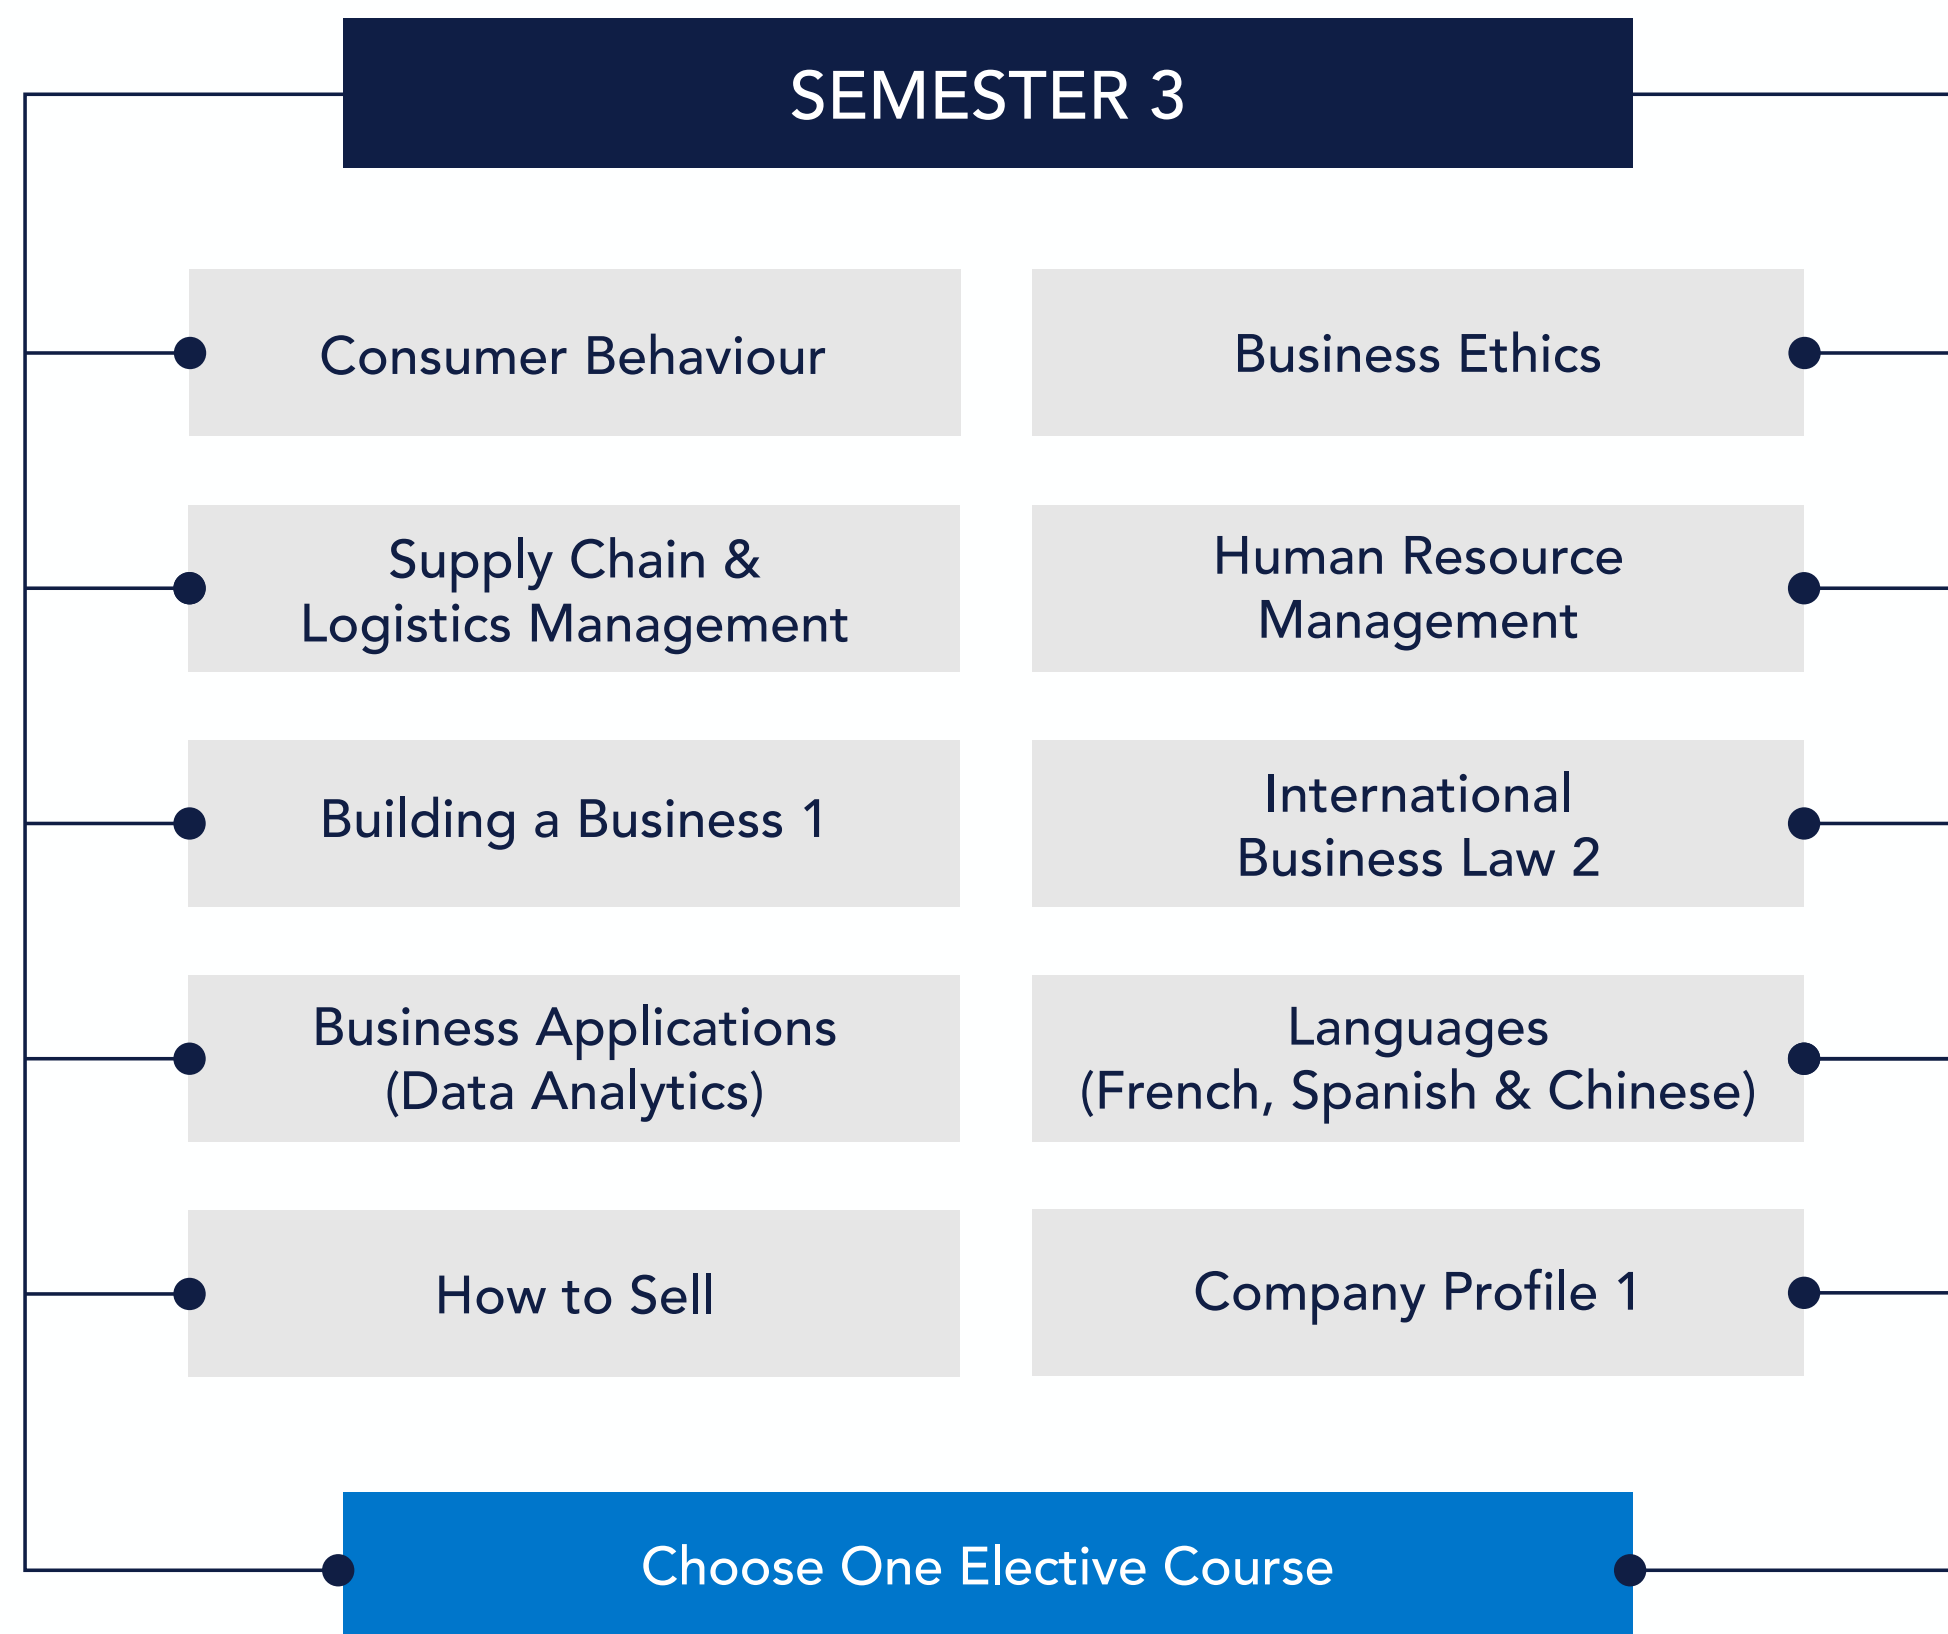 SEMESTER 3
Consumer Behaviour
Business Ethics
Supply Chain &
Logistics Management
Human Resource
Management
Building a Business 1
International
Business Law 2
Business Applications
(Data Analytics)
Languages
(French, Spanish & Chinese)
How to Sell
Company Profile 1
Choose One Elective Course